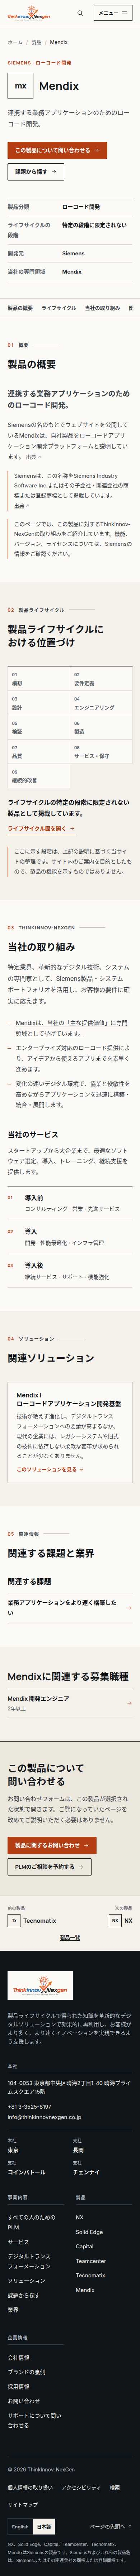 ThinkInnov-NexGen
StartupsMove
メニュー
ホーム / 製品 / Mendix
SIEMENS · ローコード開発
mx
Mendix
連携する業務アプリケーションのためのロー
コード開発。
この製品について問い合わせる →
課題から探す →
製品分類 ローコード開発
ライフサイクルの 特定の段階に限定されない
段階
開発元 Siemens
当社の専門領域 Mendix
製品の概要 ライフサイクル 当社の取り組み
01 概要
製品の概要
連携する業務アプリケーションのため
のローコード開発。
Siemensのものをとめでウェブサイトで公開して
いるMendixは、自社製品をローコードアプリ
ケーション開発プラットフォームと説明してい
ます。 出典
Siemensは、この名称をSiemens Industry
Software Inc.またはその子会社・関連会社の商
標または登録商標として掲載しています。
出典
このページでは、この製品に対するThinkInnov-
NexGenの取り組みをご紹介しています。機能、
バージョン、ライセンスについては、Siemensの
情報をご確認ください。
02 製品ライフサイクル
製品ライフサイクルに
おける位置づけ
01
構想
02
要件定義
03
設計
04
エンジニアリング
05
検証
06
製造
07
品質
08
サービス・保守
09
継続的改善
ライフサイクルの特定の段階に限定されない
製品として掲載しています。
ライフサイクル図を開く →
ここに示す段階は、上記の説明に基づく当サイ
トの整理です。サイト内のご案内を目的としたも
ので、製品の機能を示すものではありません。
03 THINKINNOV-NEXGEN
当社の取り組み
特定業界、革新的なデジタル技術、システム
の専門家として、Siemens製品・システム
ポートフォリオを活用し、お客様の要件に確
実に応えます。
— Mendixは、当社の「主な提供価値」に専門
領域として挙げています。
— エンタープライズ対応のローコード提供によ
り、アイデアから使えるアプリまでを素早く
進めます。
— 変化の速いデジタル環境で、協業と俊敏性を
高めながらアプリケーションを迅速に構築・
統合・展開します。
当社のサービス
スタートアップから大企業まで、最適なソフト
ウェア選定、導入、トレーニング、継続支援を
提供します。
01 導入前
コンサルティング · 営業 · 先進サービス
02 導入
開発 · 性能最適化 · インフラ管理
03 導入後
継続サービス · サポート · 機能強化
04 ソリューション
関連ソリューション
Mendix |
ローコードアプリケーション開発基盤
技術が絶えず進化し、デジタルトランス
フォーメーションへの意識が高まるなか、
現代の企業には、レガシーシステムや旧式
の技術に依存しない柔軟な変革が求められ
ることが少なくありません。
このソリューションを見る →
05 関連情報
関連する課題と業界
関連する課題
業務アプリケーションをより速く構築した
い →
Mendixに関連する募集職種
Mendix 開発エンジニア →
2年以上
この製品について
問い合わせる
お問い合わせフォームは、この製品が選択され
た状態で開きます。ご覧になっていたページを
改めてご説明いただく必要はありません。
製品に関するお問い合わせ →
PLMのご相談を予約する →
前の製品
Tx Tecnomatix
次の製品
NX NX
製品一覧
ThinkInnov-NexGen
StartupsMove
製品ライフサイクルで得られた知識を革新的なデジ
タルソリューションで効果的に再利用し、お客様が
より多く、より速くイノベーションを実現できるよ
う支援します。
本社
104-0053 東京都中央区晴海2丁目1-40 晴海プライ
ムスクエア16階
+81 3-3525-8197
info@thinkinnovnexgen.co.jp
本社
東京
支社
長岡
支社
コインバトール
支社
チェンナイ
事業内容
すべての人のための
PLM
サービス
デジタルトランス
フォーメーション
ソリューション
課題から探す
業界
製品
NX
Solid Edge
Capital
Teamcenter
Tecnomatix
Mendix
企業情報
会社情報
ブランドの裏側
採用情報
お問い合わせ
サポートについて問い
合わせる
© 2026 ThinkInnov-NexGen
個人情報の取り扱い アクセシビリティ 検索
サイトマップ
English 日本語
ページの先頭へ ↑
NX、Solid Edge、Capital、Teamcenter、Tecnomatix、
MendixはSiemensの製品です。Siemensおよびこれらの製品名
は、Siemensまたはその関連会社の商標または登録商標です。